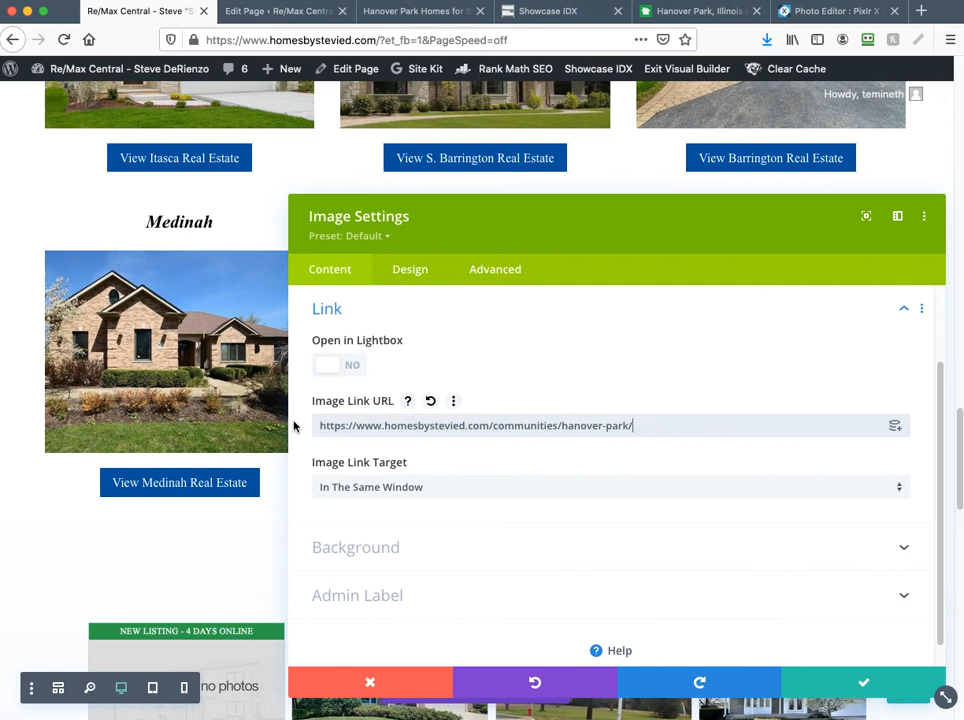 Re/Max Central - Steve "S
Edit Page ‹ Re/Max Centra
Hanover Park Homes for S
Showcase IDX
Hanover Park, Illinois
Photo Editor : Pixlr X
https://www.homesbystevied.com/?et_fb=1&PageSpeed=off
Re/Max Central - Steve DeRienzo
6
New
Edit Page
Site Kit
Rank Math SEO
Showcase IDX
Exit Visual Builder
Clear Cache
Howdy, temineth
View Itasca Real Estate
View S. Barrington Real Estate
View Barrington Real Estate
Medinah
View Medinah Real Estate
Image Settings
Preset: Default
Content
Design
Advanced
Link
Open in Lightbox
NO
Image Link URL
https://www.homesbystevied.com/communities/hanover-park/
Image Link Target
In The Same Window
Background
Admin Label
Help
NEW LISTING - 4 DAYS ONLINE
no photos